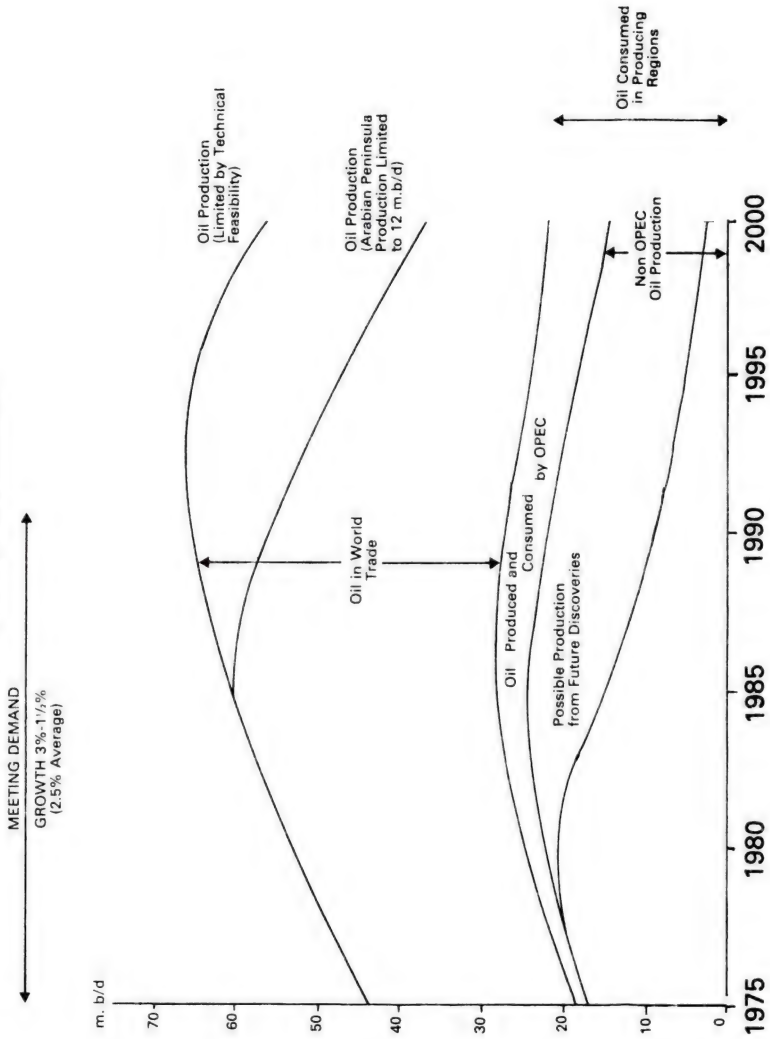 MEETING DEMAND
GROWTH 3%-1½%
(2.5% Average)
m. b/d
70
60
50
40
30
20
10
0
Oil Production
(Limited by Technical
Feasibility)
Oil Production
(Arabian Peninsula
Production Limited
to 12 m.b/d)
Oil in World
Trade
Oil Produced and
Consumed by OPEC
Possible Production
from Future Discoveries
Non OPEC
Oil Production
Oil Consumed
in Producing
Regions
1975
1980
1985
1990
1995
2000